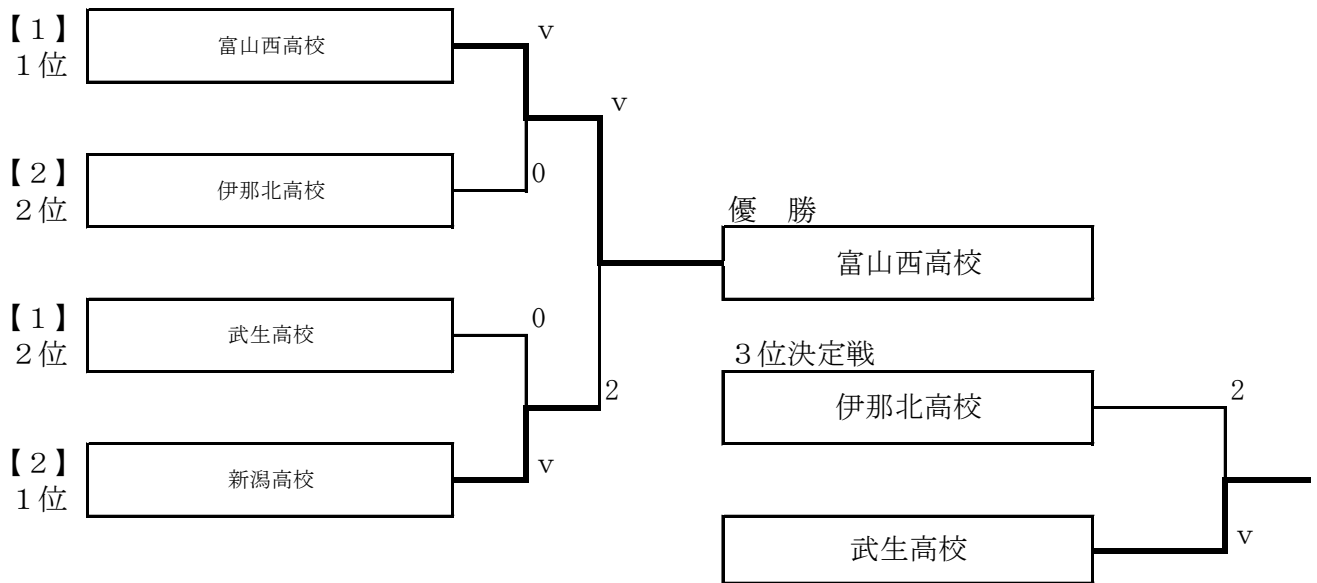 【１】
１位
富山西高校
v
v
【２】
２位
伊那北高校
0
優　勝
富山西高校
【１】
２位
武生高校
0
３位決定戦
2
伊那北高校
2
【２】
１位
新潟高校
v
武生高校
v